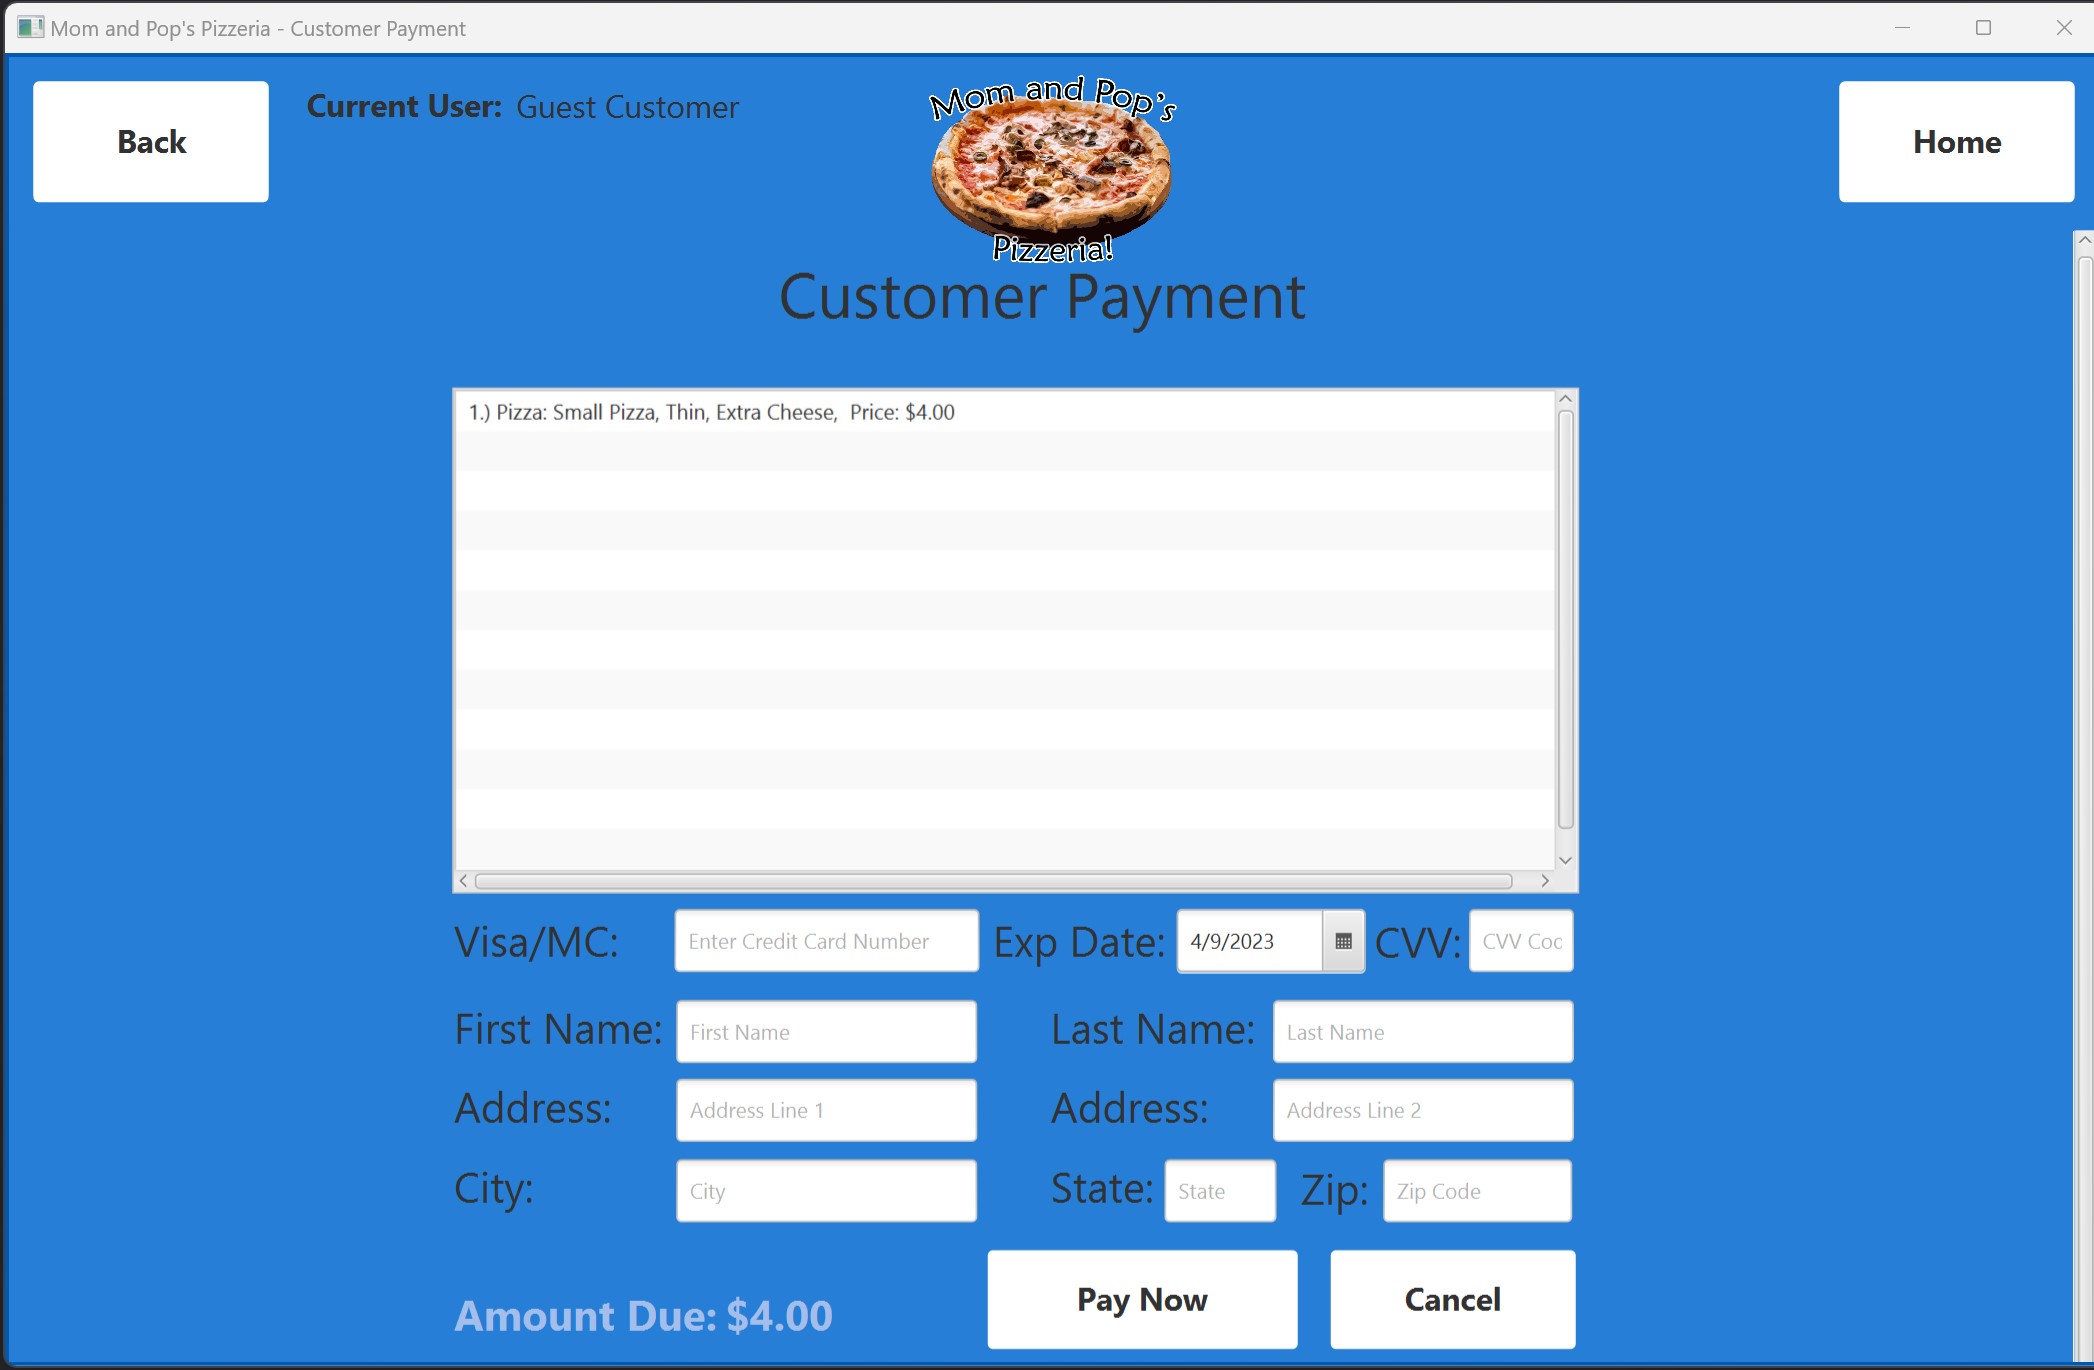 Mom and Pop's Pizzeria - Customer Payment
Back
Current User: Guest Customer
Mom and Pop's
Pizzeria!
Home
Customer Payment
1.) Pizza: Small Pizza, Thin, Extra Cheese,  Price: $4.00
Visa/MC: Enter Credit Card Number Exp Date: 4/9/2023 CVV: CVV
First Name: First Name Last Name: Last Name
Address: Address Line 1 Address: Address Line 2
City: City State: State Zip: Zip Code
Amount Due: $4.00 Pay Now Cancel